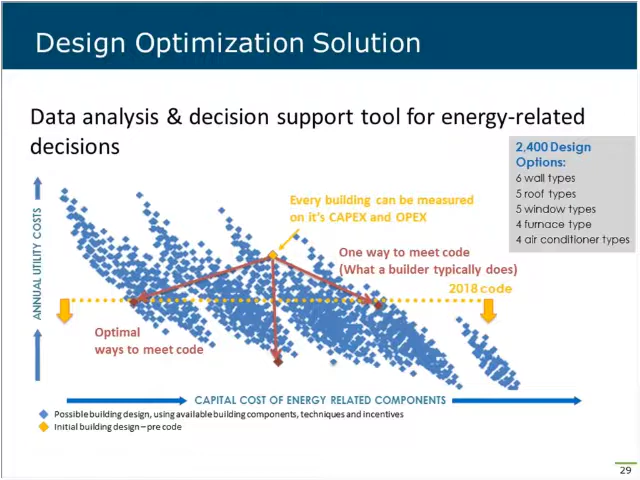 Design Optimization Solution
Data analysis & decision support tool for energy-related
decisions
2,400 Design
Options:
6 wall types
5 roof types
5 window types
4 furnace type
4 air conditioner types
Every building can be measured
on it's CAPEX and OPEX
One way to meet code
(What a builder typically does)
2018 code
ANNUAL UTILITY COSTS
Optimal
ways to meet code
CAPITAL COST OF ENERGY RELATED COMPONENTS
Possible building design, using available building components, techniques and incentives
Initial building design – pre code
29